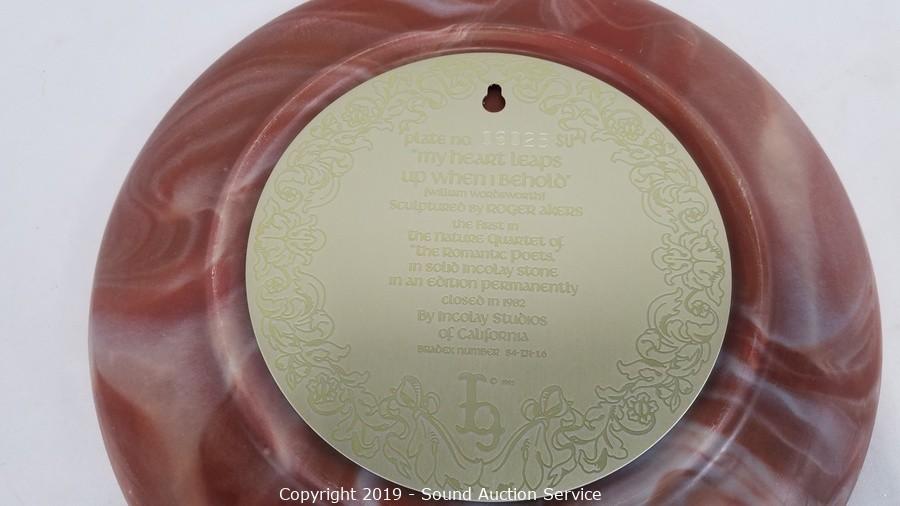 plate no. 06023 SU
"my heart leaps
up when I behold"
[William Wordsworth]
Sculptured by ROGER AKERS
the First in
The Nature Quartet of
"The Romantic Poets,"
in solid Incolay stone
in an edition permanently
closed in 1982
By Incolay Studios
of California
BRADEX NUMBER 84-I31-1.6
©
Copyright 2019 - Sound Auction Service